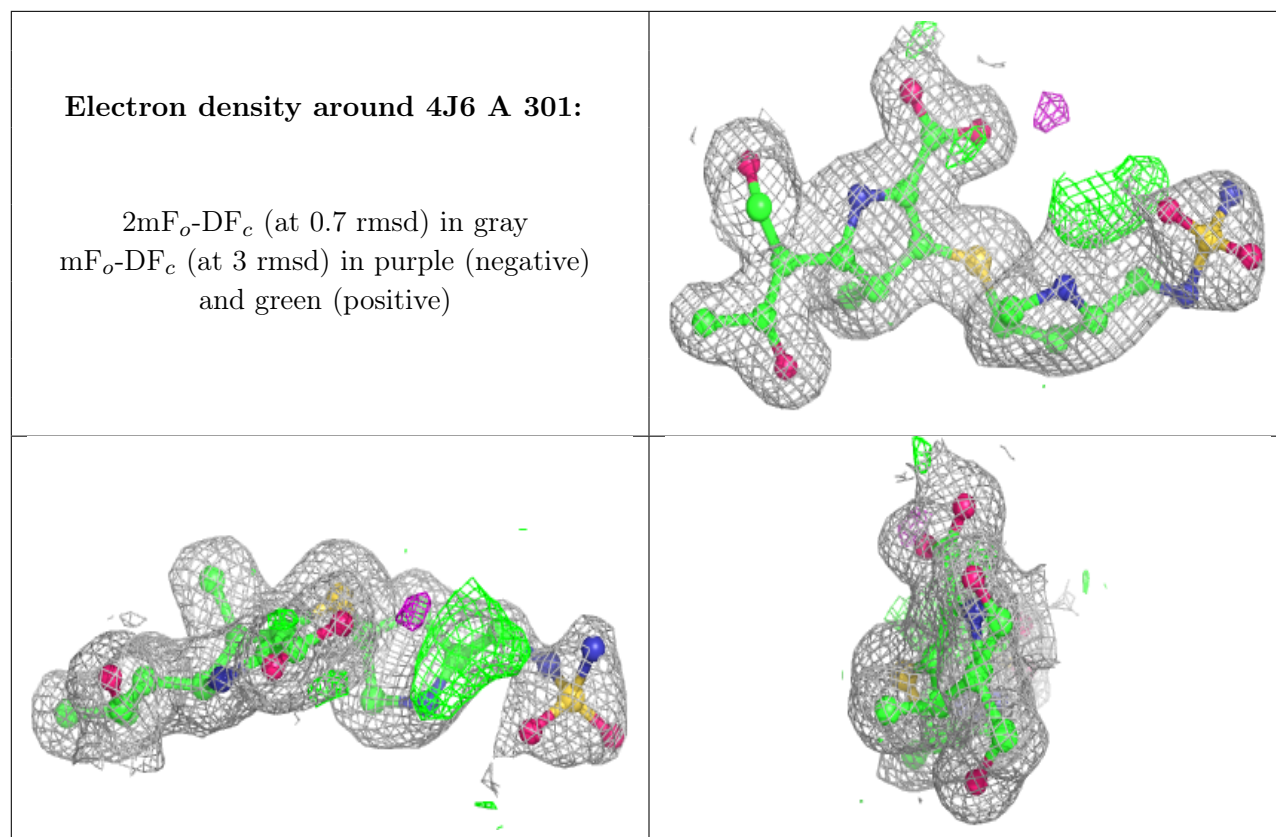 Electron density around 4J6 A 301:
2mFo-DFc (at 0.7 rmsd) in gray
mFo-DFc (at 3 rmsd) in purple (negative)
and green (positive)